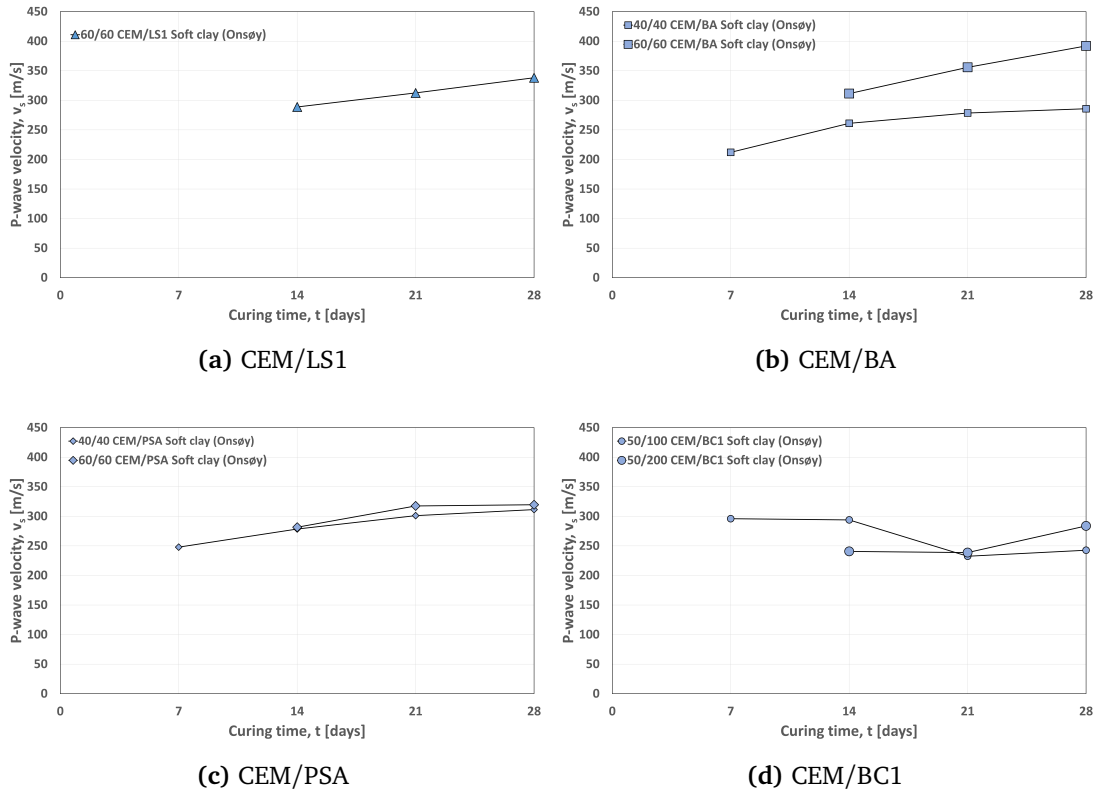 450
60/60 CEM/LS1 Soft clay (Onsøy)
400
350
300
250
200
150
100
50
0
P-wave velocity, vs [m/s]
0 7 14 21 28
Curing time, t [days]
(a) CEM/LS1
450
40/40 CEM/BA Soft clay (Onsøy)
400
60/60 CEM/BA Soft clay (Onsøy)
350
300
250
200
150
100
50
0
P-wave velocity, vs [m/s]
0 7 14 21 28
Curing time, t [days]
(b) CEM/BA
450
40/40 CEM/PSA Soft clay (Onsøy)
400
60/60 CEM/PSA Soft clay (Onsøy)
350
300
250
200
150
100
50
0
P-wave velocity, vs [m/s]
0 7 14 21 28
Curing time, t [days]
(c) CEM/PSA
450
50/100 CEM/BC1 Soft clay (Onsøy)
400
50/200 CEM/BC1 Soft clay (Onsøy)
350
300
250
200
150
100
50
0
P-wave velocity, vs [m/s]
0 7 14 21 28
Curing time, t [days]
(d) CEM/BC1